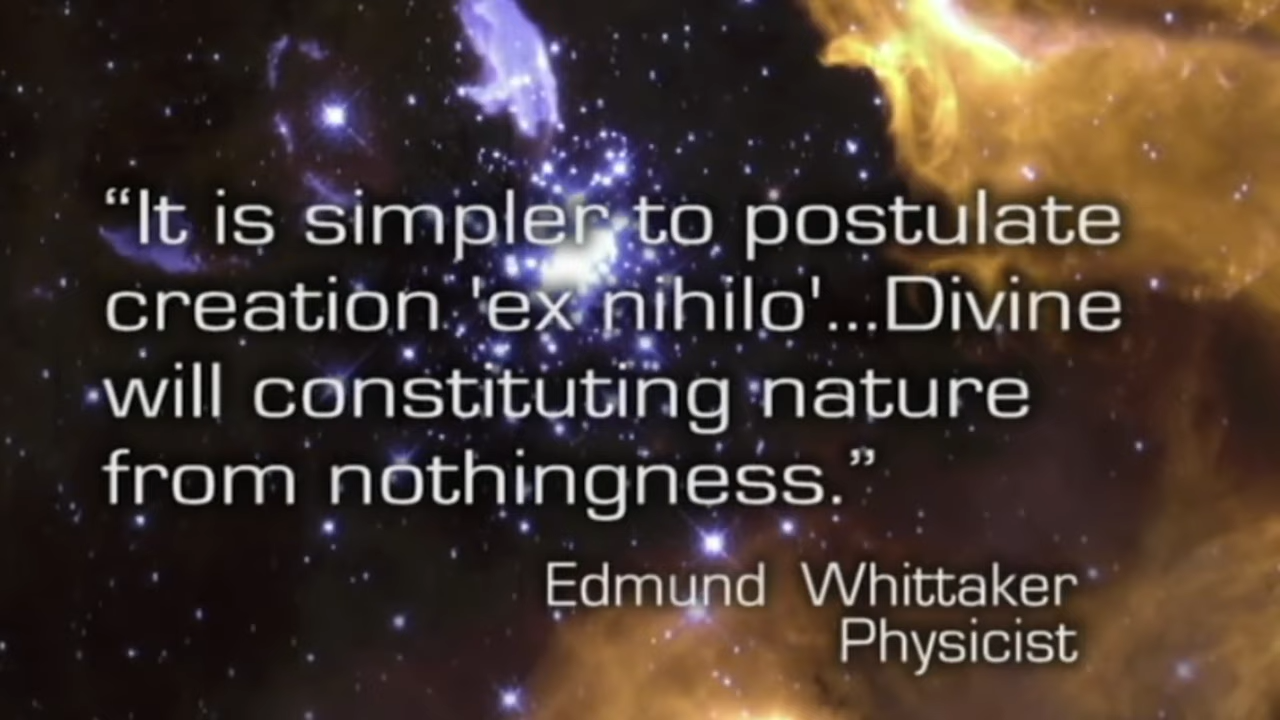 “It is simpler to postulate
creation 'ex nihilo'...Divine
will constituting nature
from nothingness.”
Edmund Whittaker
Physicist